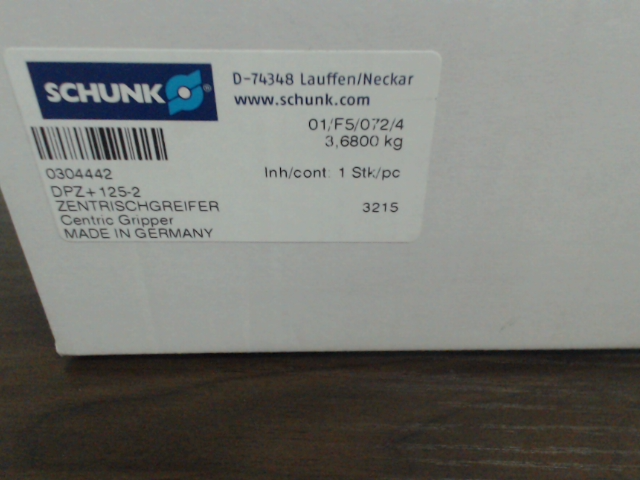 SCHUNK
D-74348 Lauffen/Neckar
www.schunk.com
01/F5/072/4
3,6800 kg
0304442
Inh/cont: 1 Stk/pc
DPZ+125-2
ZENTRISCHGREIFER
3215
Centric Gripper
MADE IN GERMANY